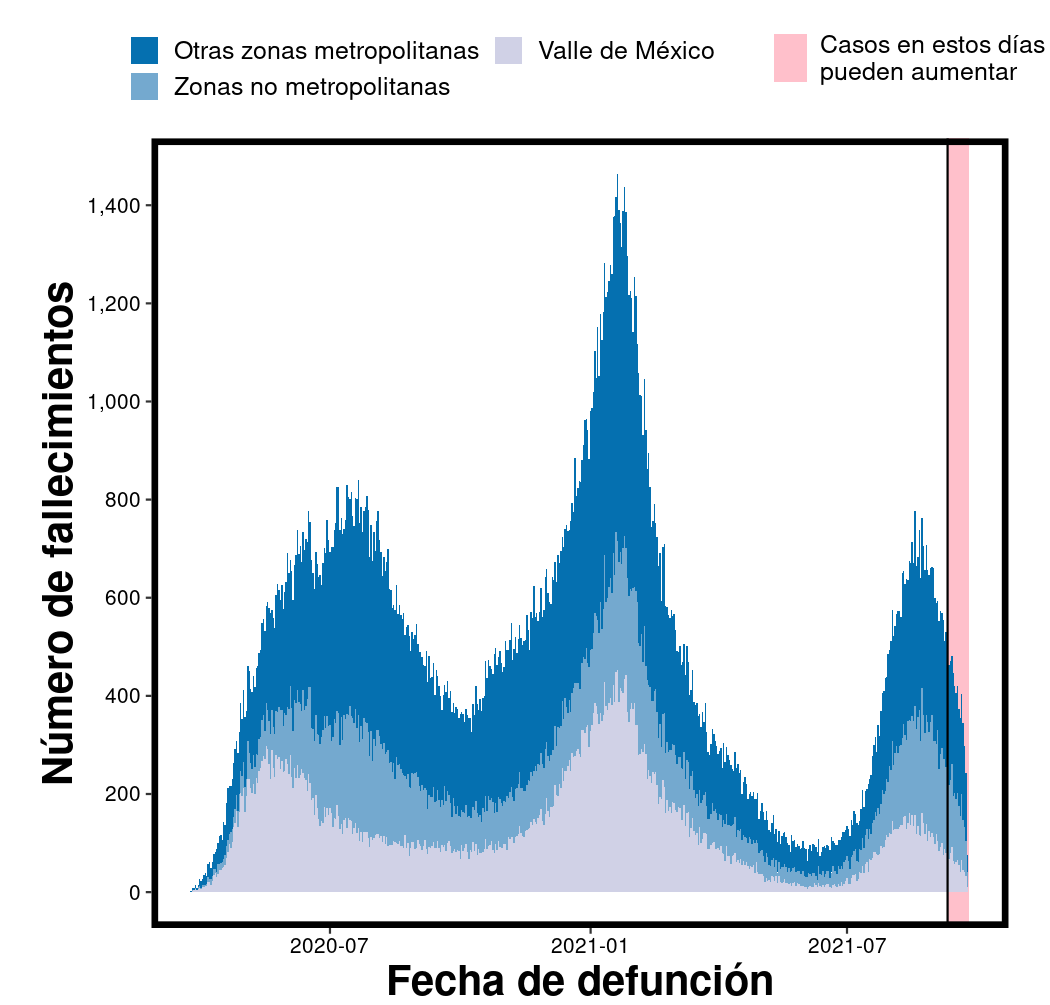 Otras zonas metropolitanas
Zonas no metropolitanas
Valle de México
Casos en estos días
pueden aumentar
Número de fallecimientos
1,400
1,200
1,000
800
600
400
200
0
2020-07
2021-01
2021-07
Fecha de defunción